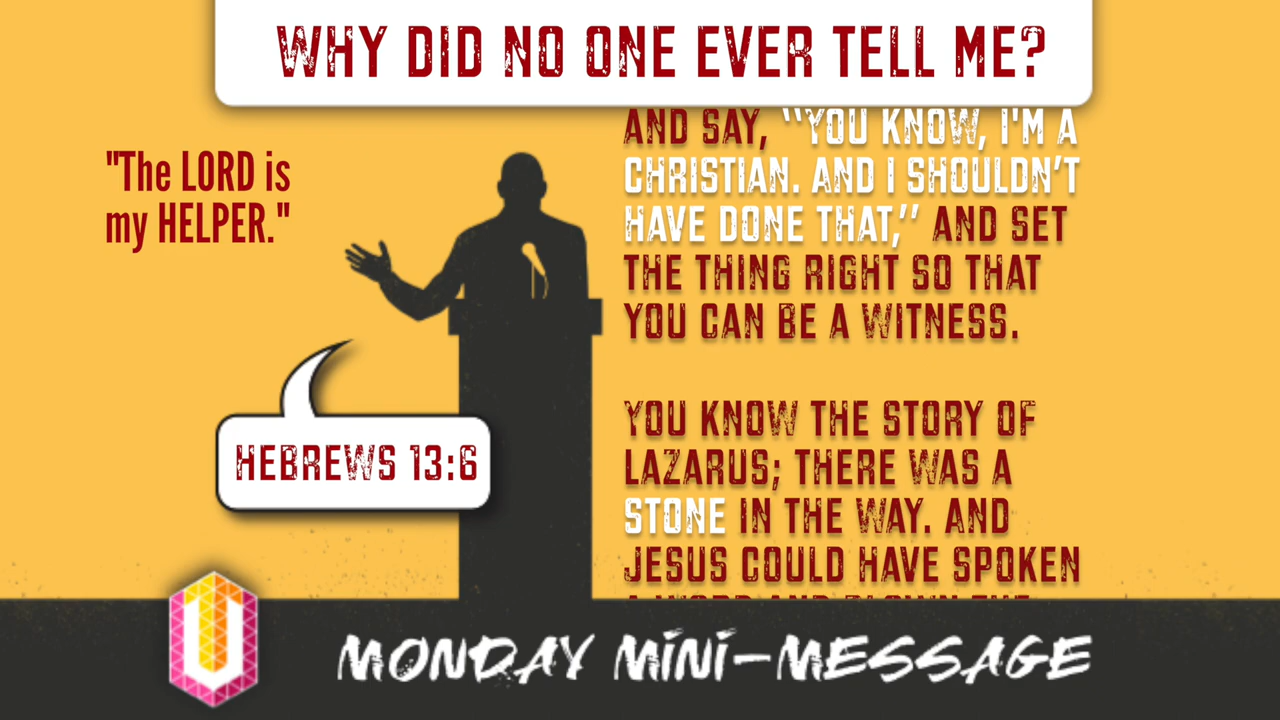 WHY DID NO ONE EVER TELL ME?
"The LORD is
my HELPER."
HEBREWS 13:6
AND SAY, “YOU KNOW, I'M A
CHRISTIAN. AND I SHOULDN’T
HAVE DONE THAT,” AND SET
THE THING RIGHT SO THAT
YOU CAN BE A WITNESS.
YOU KNOW THE STORY OF
LAZARUS; THERE WAS A
STONE IN THE WAY. AND
JESUS COULD HAVE SPOKEN
U
MONDAY MINI-MESSAGE